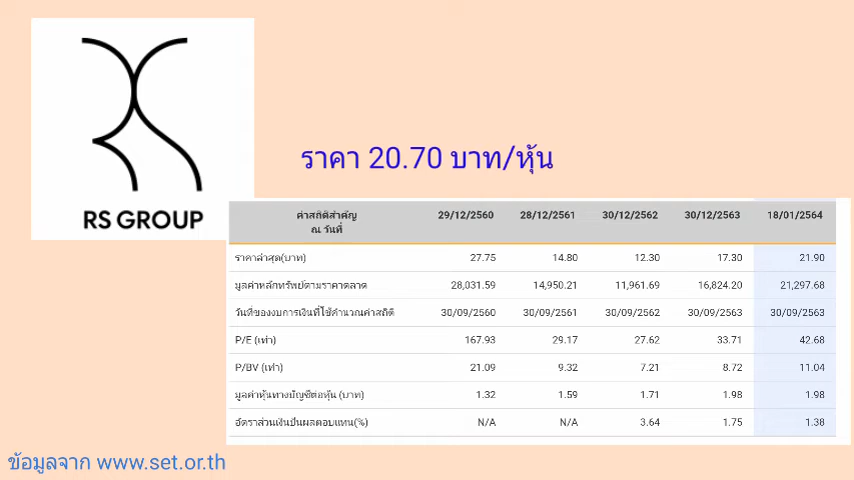 RS GROUP
ราคา 20.70 บาท/หุ้น
ค่าสถิติสำคัญ
ณ วันที่ 29/12/2560 28/12/2561 30/12/2562 30/12/2563 18/01/2564
ราคาล่าสุด(บาท) 27.75 14.80 12.30 17.30 21.90
มูลค่าหลักทรัพย์ตามราคาตลาด 28,031.59 14,950.21 11,961.69 16,824.20 21,297.68
วันที่ของงบการเงินที่ใช้คำนวณค่าสถิติ 30/09/2560 30/09/2561 30/09/2562 30/09/2563 30/09/2563
P/E (เท่า) 167.93 29.17 27.62 33.71 42.68
P/BV (เท่า) 21.09 9.32 7.21 8.72 11.04
มูลค่าหุ้นทางบัญชีต่อหุ้น (บาท) 1.32 1.59 1.71 1.98 1.98
อัตราส่วนเงินปันผลตอบแทน(%) N/A N/A 3.64 1.75 1.38
ข้อมูลจาก www.set.or.th